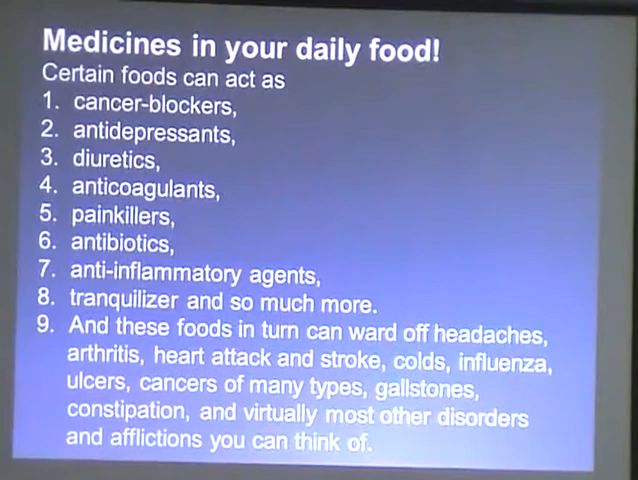 Medicines in your daily food!
Certain foods can act as
1. cancer-blockers,
2. antidepressants,
3. diuretics,
4. anticoagulants,
5. painkillers,
6. antibiotics,
7. anti-inflammatory agents,
8. tranquilizer and so much more.
9. And these foods in turn can ward off headaches,
arthritis, heart attack and stroke, colds, influenza,
ulcers, cancers of many types, gallstones,
constipation, and virtually most other disorders
and afflictions you can think of.